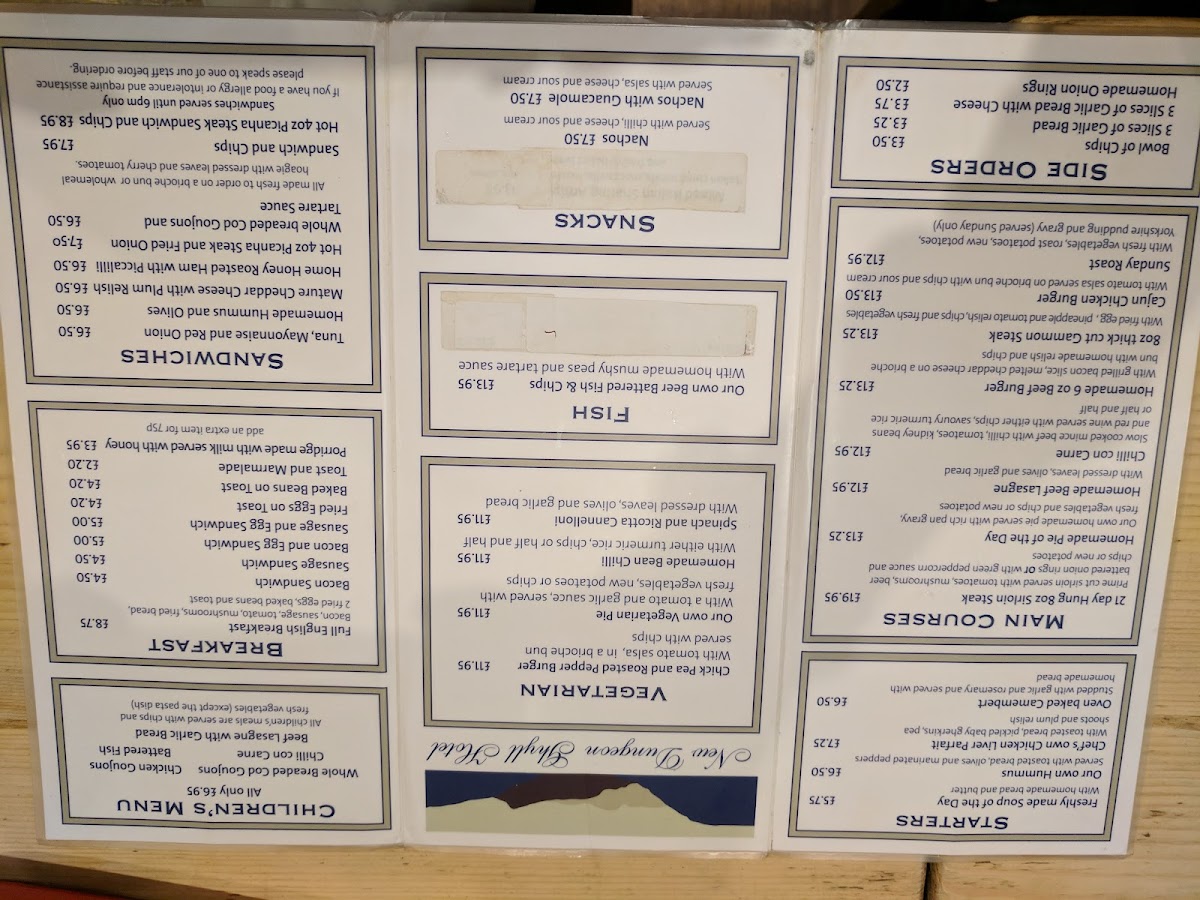 STARTERS
Freshly made Soup of the Day £5.75
With homemade bread and butter
Our own Hummus £6.50
Served with toasted bread, olives and marinated peppers
Chef's own Chicken Liver Parfait £7.25
With toasted bread, pickled baby gherkins, pea
shoots and plum relish
Oven baked Camembert £6.50
Studded with garlic and rosemary and served with
homemade bread
MAIN COURSES
21 day Hung 8oz Sirloin Steak £19.95
Prime cut sirloin served with tomatoes, mushrooms, beer
battered onion rings or with green peppercorn sauce and
chips or new potatoes
Homemade Pie of the Day £13.25
Our own homemade pie served with rich pan gravy,
fresh vegetables and chips or new potatoes
Homemade Beef Lasagne £12.95
With dressed leaves, olives and garlic bread
Chilli con Carne £12.95
Slow cooked mince beef with chilli, tomatoes, kidney beans
and red wine served with either chips, savoury turmeric rice
or half and half
Homemade 6 oz Beef Burger £13.25
With grilled bacon slice, melted cheddar cheese on a brioche
bun with homemade relish and chips
8oz thick cut Gammon Steak £13.25
With fried egg, pineapple and tomato relish, chips and fresh vegetables
Cajun Chicken Burger £13.50
With tomato salsa served on brioche bun with chips and sour cream
Sunday Roast £12.95
With fresh vegetables, roast potatoes, new potatoes,
Yorkshire pudding and gravy (served Sunday only)
SIDE ORDERS
Bowl of Chips £3.50
3 Slices of Garlic Bread £3.25
3 Slices of Garlic Bread with Cheese £3.75
Homemade Onion Rings £2.50
New Dungeon Ghyll Hotel
VEGETARIAN
Chick Pea and Roasted Pepper Burger £11.95
With tomato salsa, in a brioche bun
served with chips
Our own Vegetarian Pie £11.95
With a tomato and garlic sauce, served with
fresh vegetables, new potatoes or chips
Homemade Bean Chilli £11.95
With either turmeric rice, chips or half and half
Spinach and Ricotta Cannelloni £11.95
With dressed leaves, olives and garlic bread
FISH
Our own Beer Battered Fish & Chips £13.95
With homemade mushy peas and tartare sauce
SNACKS
Nachos £7.50
Served with chilli, cheese and sour cream
Nachos with Guacamole £7.50
Served with salsa, cheese and sour cream
CHILDREN'S MENU
All only £6.95
Whole Breaded Cod Goujons Chicken Goujons
Chilli con Carne Battered Fish
Beef Lasagne with Garlic Bread
All children's meals are served with chips and
fresh vegetables (except the pasta dish)
BREAKFAST
Full English Breakfast £8.75
Bacon, sausage, tomato, mushrooms, fried bread,
2 fried eggs, baked beans and toast
Bacon Sandwich £4.50
Sausage Sandwich £4.50
Bacon and Egg Sandwich £5.00
Sausage and Egg Sandwich £5.00
Fried Eggs on Toast £4.20
Baked Beans on Toast £4.20
Toast and Marmalade £2.20
Porridge made with milk served with honey £3.95
add an extra item for 75p
SANDWICHES
Tuna, Mayonnaise and Red Onion £6.50
Homemade Hummus and Olives £6.50
Mature Cheddar Cheese with Plum Relish £6.50
Home Honey Roasted Ham with Piccalilli £6.50
Hot 4oz Picanha Steak and Fried Onion £7.50
Whole breaded Cod Goujons and £6.50
Tartare Sauce
All made fresh to order on a brioche bun or wholemeal
hoagie with dressed leaves and cherry tomatoes.
Sandwich and Chips £7.95
Hot 4oz Picanha Steak Sandwich and Chips £8.95
Sandwiches served until 6pm only
If you have a food allergy or intolerance and require assistance
please speak to one of our staff before ordering.